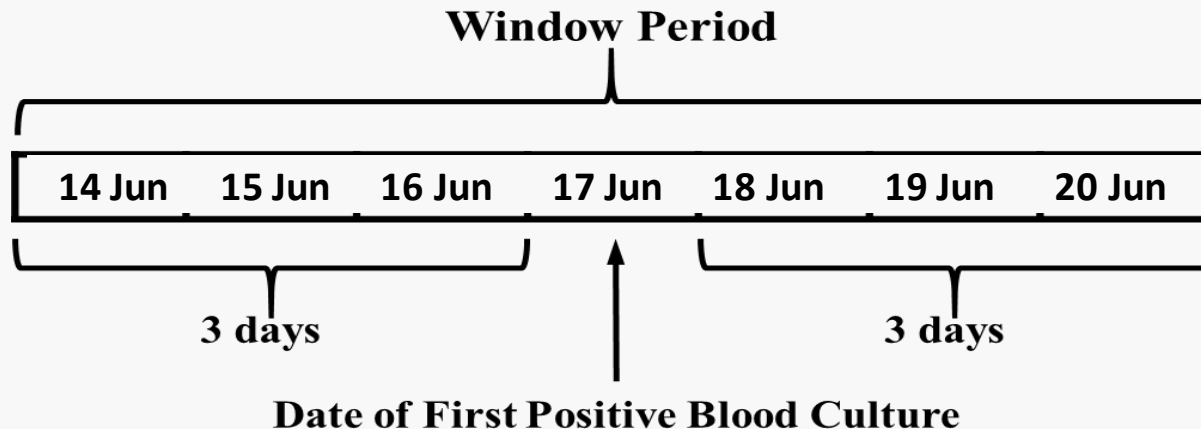 Window Period
14 Jun 15 Jun 16 Jun 17 Jun 18 Jun 19 Jun 20 Jun
3 days 3 days
Date of First Positive Blood Culture